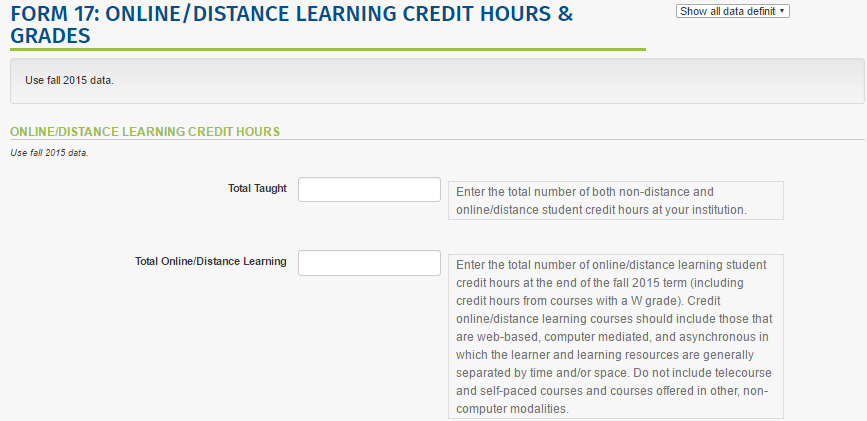 FORM 17: ONLINE/DISTANCE LEARNING CREDIT HOURS &
GRADES
Show all data definit
Use fall 2015 data.
ONLINE/DISTANCE LEARNING CREDIT HOURS
Use fall 2015 data.
Total Taught
Enter the total number of both non-distance and
online/distance student credit hours at your institution.
Total Online/Distance Learning
Enter the total number of online/distance learning student
credit hours at the end of the fall 2015 term (including
credit hours from courses with a W grade). Credit
online/distance learning courses should include those that
are web-based, computer mediated, and asynchronous in
which the learner and learning resources are generally
separated by time and/or space. Do not include telecourse
and self-paced courses and courses offered in other, non-
computer modalities.